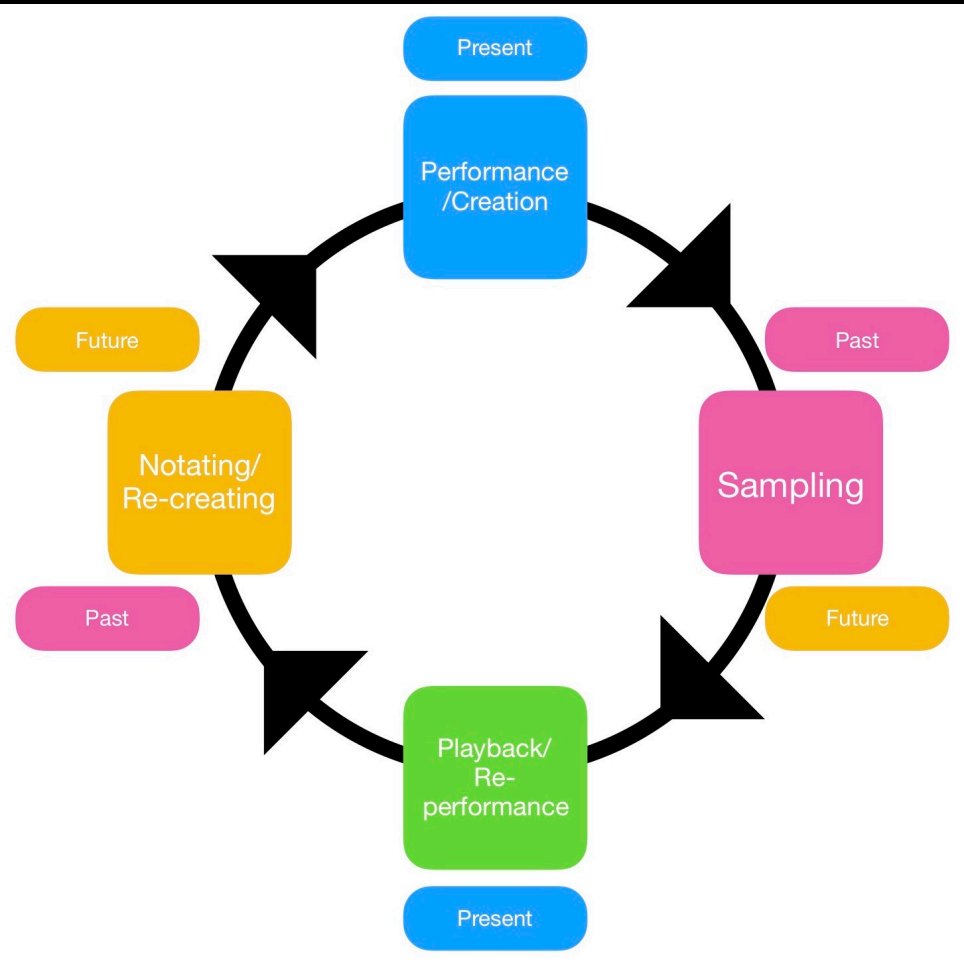 Present
Performance
/Creation
Future
Past
Notating/
Re-creating
Sampling
Past
Future
Playback/
Re-
performance
Present